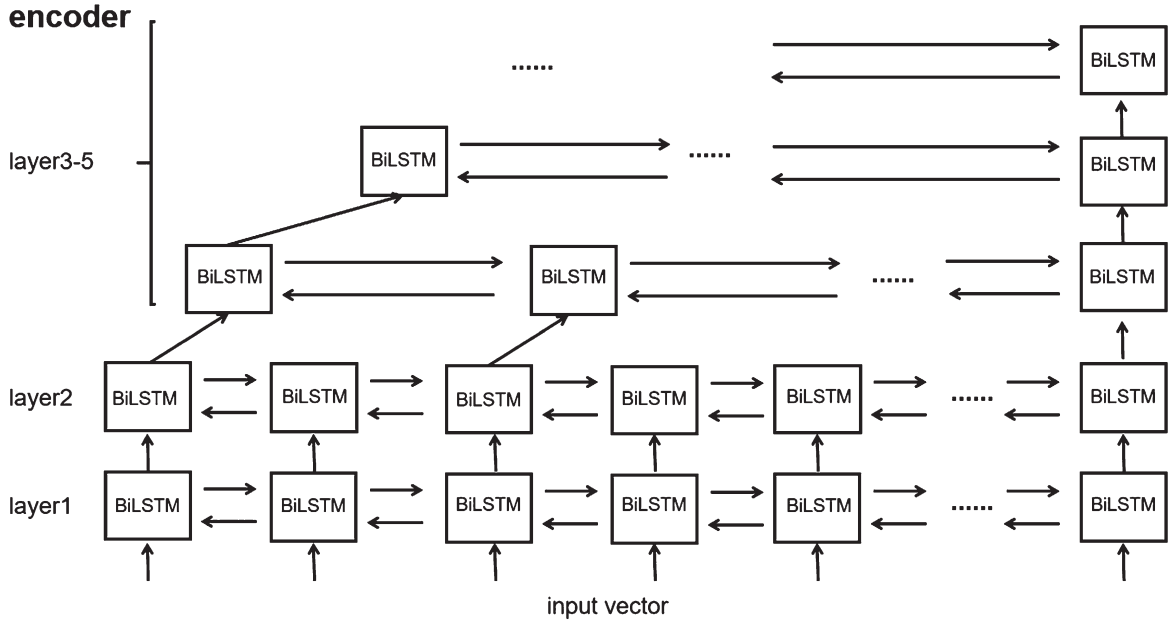 encoder
...... BiLSTM
layer3-5 BiLSTM ...... BiLSTM
BiLSTM BiLSTM ...... BiLSTM
layer2 BiLSTM BiLSTM BiLSTM BiLSTM BiLSTM ...... BiLSTM
layer1 BiLSTM BiLSTM BiLSTM BiLSTM BiLSTM ...... BiLSTM
input vector